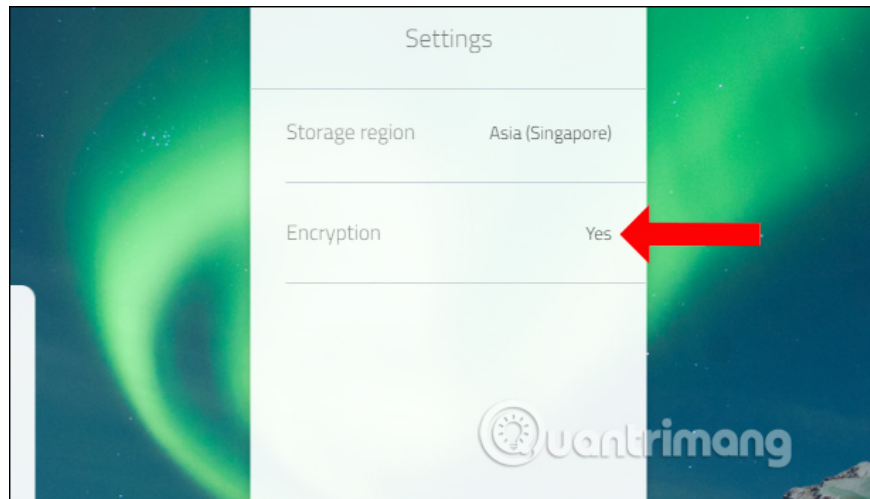 Settings
Storage region Asia (Singapore)
Encryption Yes
Quantrimang